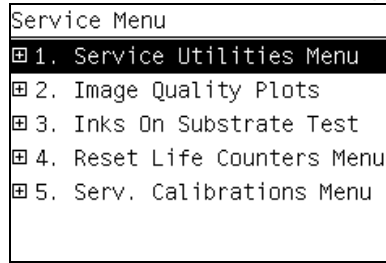 Service Menu
1. Service Utilities Menu
2. Image Quality Plots
3. Inks On Substrate Test
4. Reset Life Counters Menu
5. Serv. Calibrations Menu